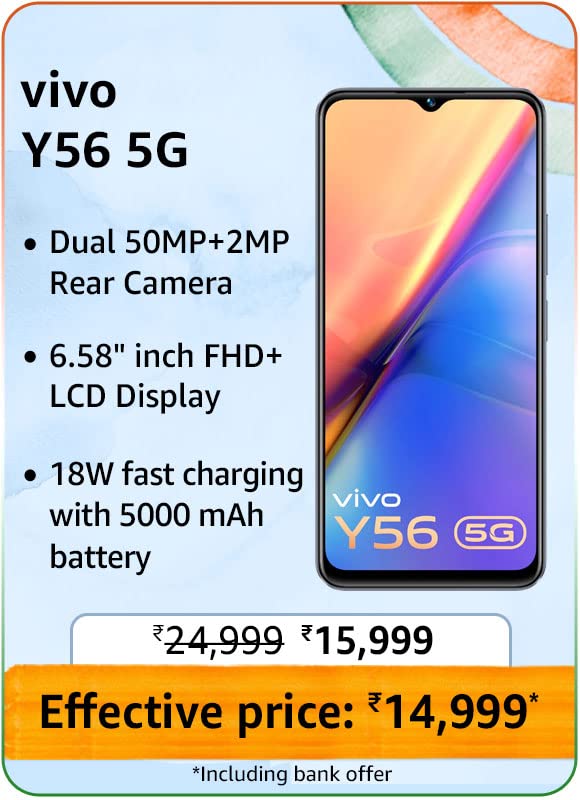 vivo
Y56 5G
• Dual 50MP+2MP
Rear Camera
• 6.58" inch FHD+
LCD Display
• 18W fast charging
with 5000 mAh
battery
vivo
Y56 5G
₹24,999 ₹15,999
Effective price: ₹14,999*
*Including bank offer